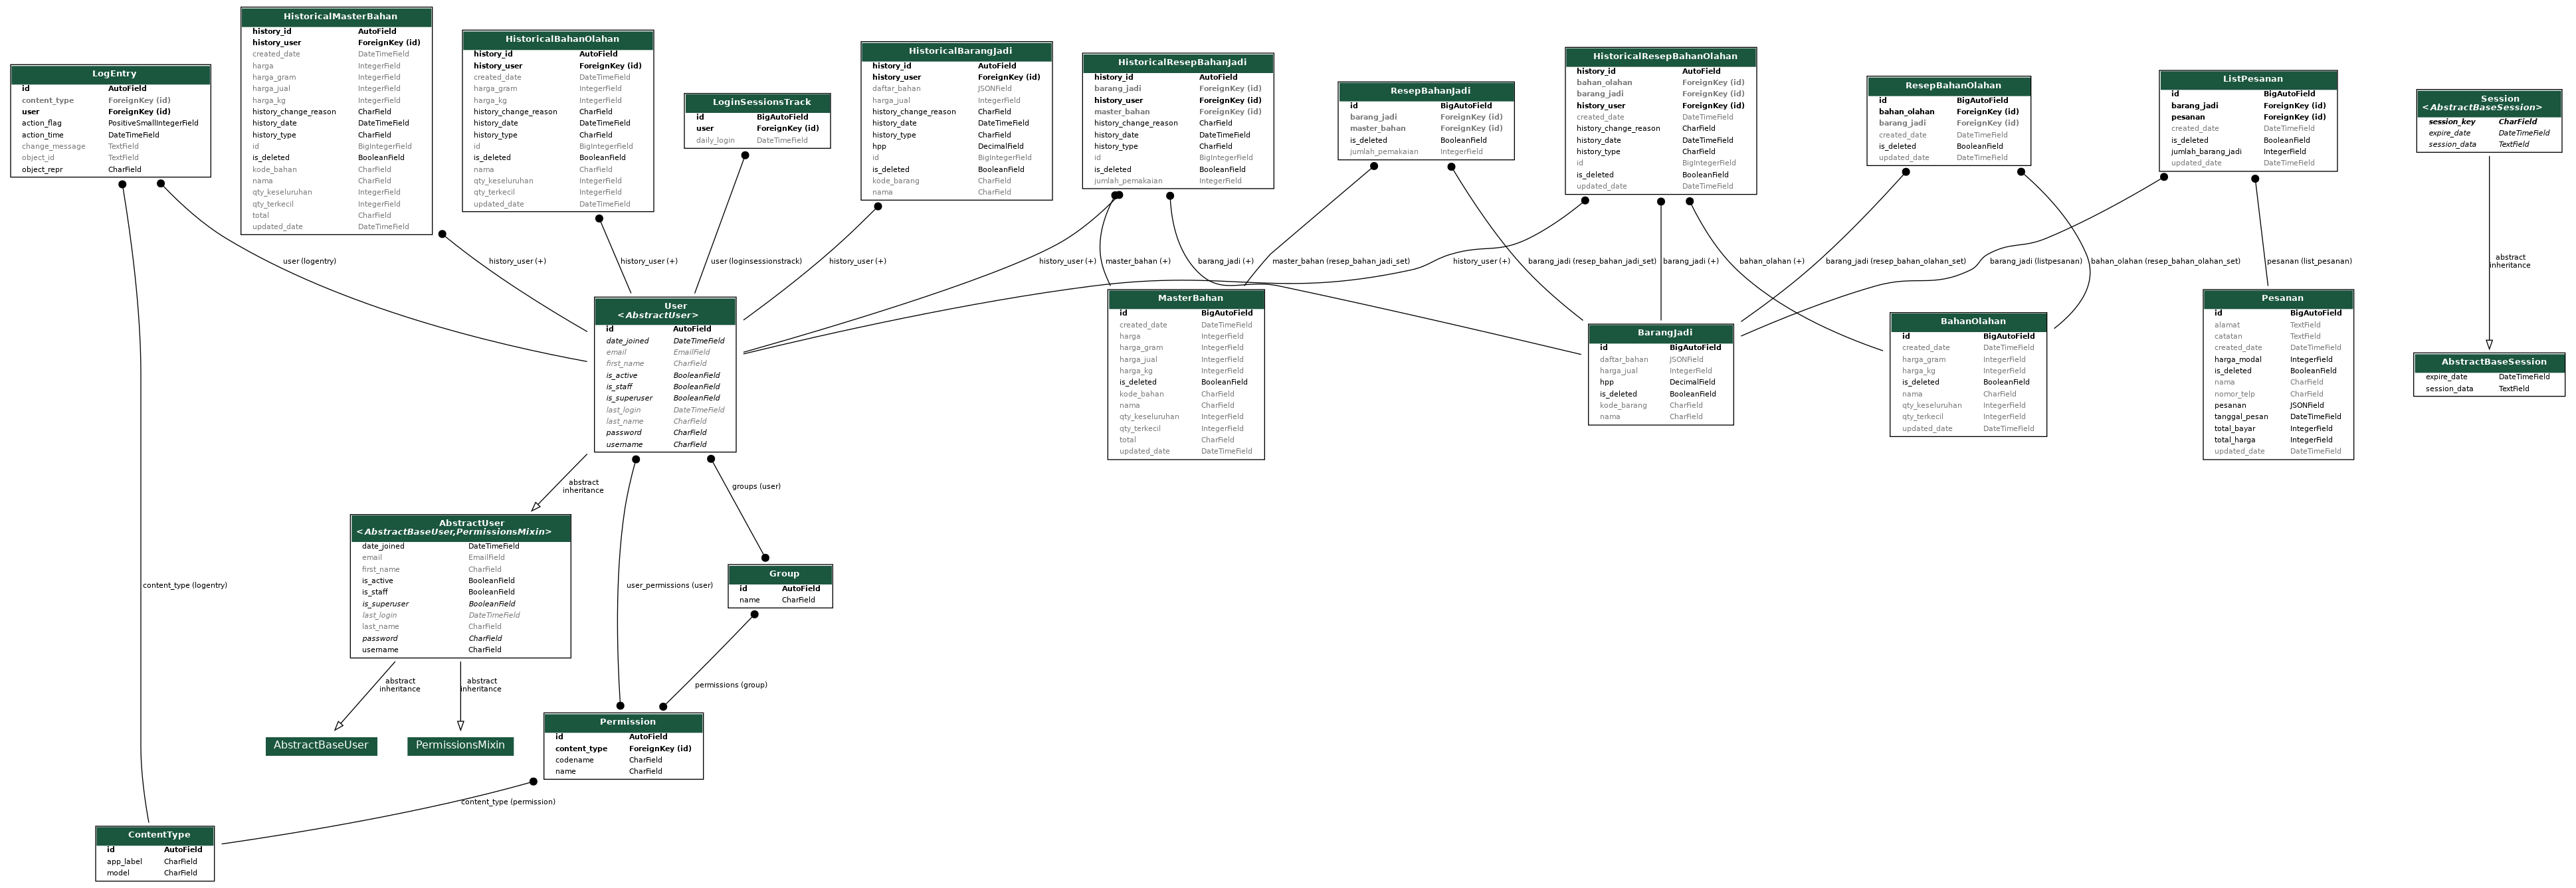 LogEntry
id AutoField
content_type ForeignKey (id)
user ForeignKey (id)
action_flag PositiveSmallIntegerField
action_time DateTimeField
change_message TextField
object_id TextField
object_repr CharField
HistoricalMasterBahan
history_id AutoField
history_user ForeignKey (id)
created_date DateTimeField
harga IntegerField
harga_gram IntegerField
harga_jual IntegerField
harga_kg IntegerField
history_change_reason CharField
history_date DateTimeField
history_type CharField
id BigIntegerField
is_deleted BooleanField
kode_bahan CharField
nama CharField
qty_keseluruhan IntegerField
qty_terkecil IntegerField
total CharField
updated_date DateTimeField
HistoricalBahanOlahan
history_id AutoField
history_user ForeignKey (id)
created_date DateTimeField
harga_gram IntegerField
harga_kg IntegerField
history_change_reason CharField
history_date DateTimeField
history_type CharField
id BigIntegerField
is_deleted BooleanField
nama CharField
qty_keseluruhan IntegerField
qty_terkecil IntegerField
updated_date DateTimeField
LoginSessionsTrack
id BigAutoField
user ForeignKey (id)
daily_login DateTimeField
HistoricalBarangJadi
history_id AutoField
history_user ForeignKey (id)
daftar_bahan JSONField
harga_jual IntegerField
history_change_reason CharField
history_date DateTimeField
history_type CharField
hpp DecimalField
id BigIntegerField
is_deleted BooleanField
kode_barang CharField
nama CharField
HistoricalResepBahanJadi
history_id AutoField
barang_jadi ForeignKey (id)
history_user ForeignKey (id)
master_bahan ForeignKey (id)
history_change_reason CharField
history_date DateTimeField
history_type CharField
id BigIntegerField
is_deleted BooleanField
jumlah_pemakaian IntegerField
ResepBahanJadi
id BigAutoField
barang_jadi ForeignKey (id)
master_bahan ForeignKey (id)
is_deleted BooleanField
jumlah_pemakaian IntegerField
HistoricalResepBahanOlahan
history_id AutoField
bahan_olahan ForeignKey (id)
barang_jadi ForeignKey (id)
history_user ForeignKey (id)
created_date DateTimeField
history_change_reason CharField
history_date DateTimeField
history_type CharField
id BigIntegerField
is_deleted BooleanField
updated_date DateTimeField
ResepBahanOlahan
id BigAutoField
bahan_olahan ForeignKey (id)
barang_jadi ForeignKey (id)
created_date DateTimeField
is_deleted BooleanField
updated_date DateTimeField
ListPesanan
id BigAutoField
barang_jadi ForeignKey (id)
pesanan ForeignKey (id)
created_date DateTimeField
is_deleted BooleanField
jumlah_barang_jadi IntegerField
updated_date DateTimeField
Session
<AbstractBaseSession>
session_key CharField
expire_date DateTimeField
session_data TextField
user (logentry)
history_user (+)
history_user (+)
user (loginsessionstrack)
history_user (+)
history_user (+)
master_bahan (+)
barang_jadi (+)
master_bahan (resep_bahan_jadi_set)
history_user (+)
barang_jadi (resep_bahan_jadi_set)
barang_jadi (+)
bahan_olahan (+)
barang_jadi (resep_bahan_olahan_set)
barang_jadi (listpesanan)
bahan_olahan (resep_bahan_olahan_set)
pesanan (list_pesanan)
abstract
inheritance
User
<AbstractUser>
id AutoField
date_joined DateTimeField
email EmailField
first_name CharField
is_active BooleanField
is_staff BooleanField
is_superuser BooleanField
last_login DateTimeField
last_name CharField
password CharField
username CharField
MasterBahan
id BigAutoField
created_date DateTimeField
harga IntegerField
harga_gram IntegerField
harga_jual IntegerField
harga_kg IntegerField
is_deleted BooleanField
kode_bahan CharField
nama CharField
qty_keseluruhan IntegerField
qty_terkecil IntegerField
total CharField
updated_date DateTimeField
BarangJadi
id BigAutoField
daftar_bahan JSONField
harga_jual IntegerField
hpp DecimalField
is_deleted BooleanField
kode_barang CharField
nama CharField
BahanOlahan
id BigAutoField
created_date DateTimeField
harga_gram IntegerField
harga_kg IntegerField
is_deleted BooleanField
nama CharField
qty_keseluruhan IntegerField
qty_terkecil IntegerField
updated_date DateTimeField
Pesanan
id BigAutoField
alamat TextField
catatan TextField
created_date DateTimeField
harga_modal IntegerField
is_deleted BooleanField
nama CharField
nomor_telp CharField
pesanan JSONField
tanggal_pesan DateTimeField
total_bayar IntegerField
total_harga IntegerField
updated_date DateTimeField
AbstractBaseSession
expire_date DateTimeField
session_data TextField
abstract
inheritance
groups (user)
AbstractUser
<AbstractBaseUser,PermissionsMixin>
date_joined DateTimeField
email EmailField
first_name CharField
is_active BooleanField
is_staff BooleanField
is_superuser BooleanField
last_login DateTimeField
last_name CharField
password CharField
username CharField
content_type (logentry)
user_permissions (user)
Group
id AutoField
name CharField
abstract
inheritance
abstract
inheritance
permissions (group)
AbstractBaseUser
PermissionsMixin
Permission
id AutoField
content_type ForeignKey (id)
codename CharField
name CharField
content_type (permission)
ContentType
id AutoField
app_label CharField
model CharField